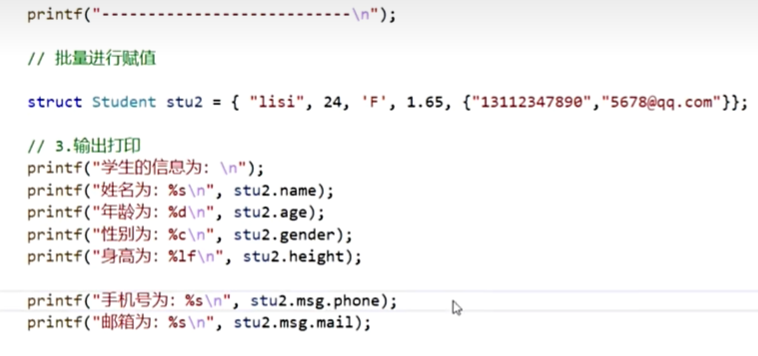 printf("----------------------------\n");
// 批量进行赋值
struct Student stu2 = { "lisi", 24, 'F', 1.65, {"13112347890","5678@qq.com"}};
// 3.输出打印
printf("学生的信息为: \n");
printf("姓名为: %s\n", stu2.name);
printf("年龄为: %d\n", stu2.age);
printf("性别为: %c\n", stu2.gender);
printf("身高为: %lf\n", stu2.height);
printf("手机号为: %s\n", stu2.msg.phone);
printf("邮箱为: %s\n", stu2.msg.mail);